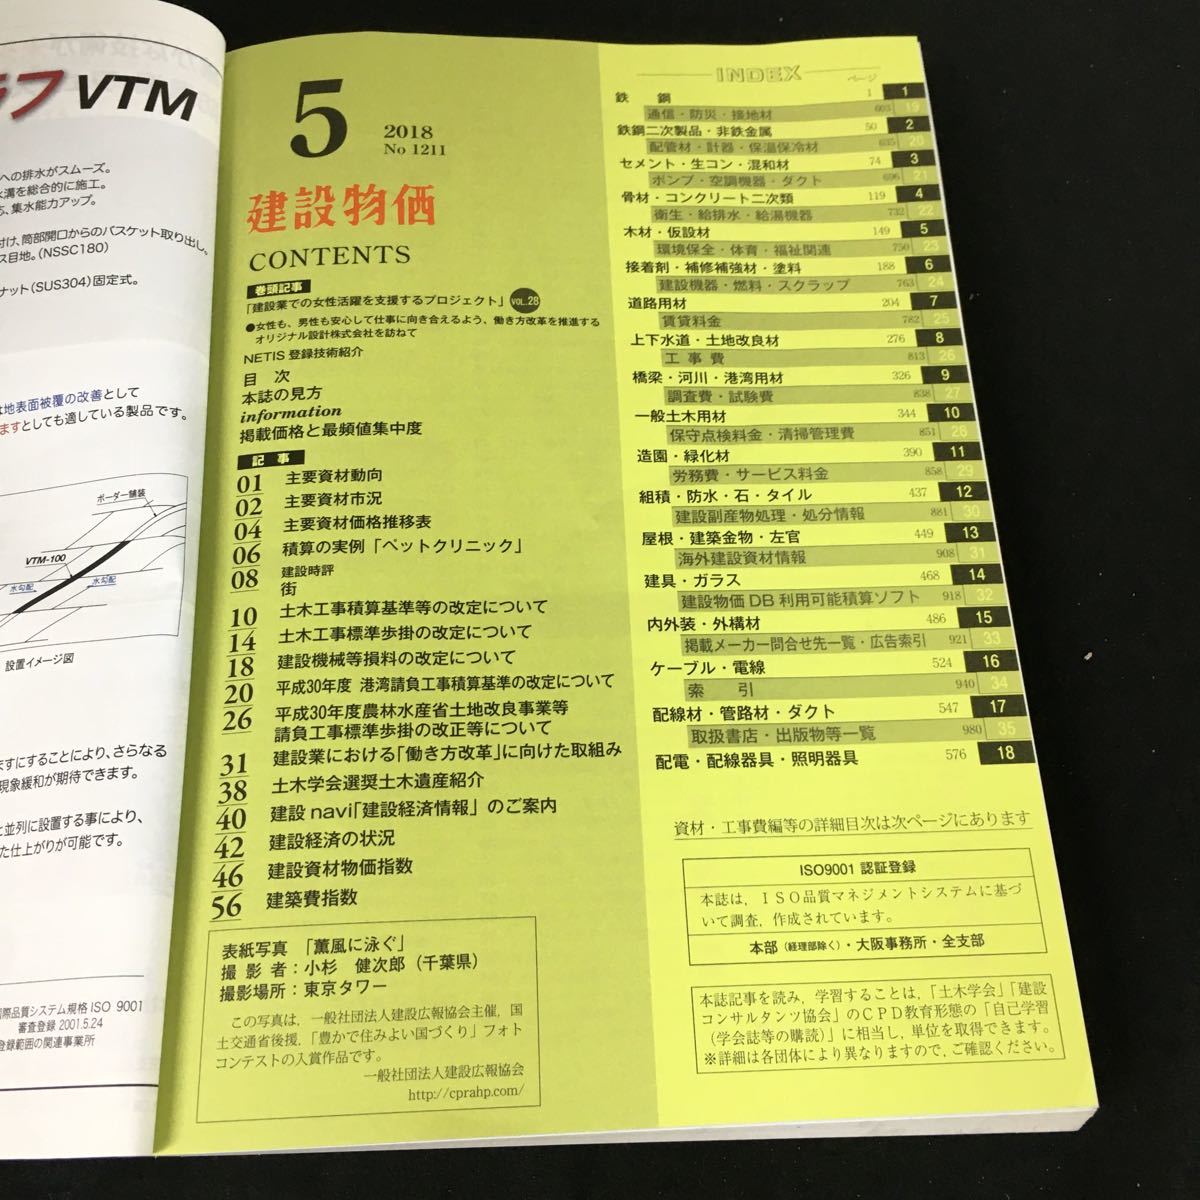 ラフ VTM
への排水がスムーズ。
水溝を総合的に施工。
応、集水能力アップ。
付け、筒部開口からのバスケット取り出し。
ス目地。(NSSC180)
ナット(SUS304)固定式。
は地表面被覆の改善として
ますとしても適している製品です。
ボーダー舗装
VTM-100
水勾配
水勾配
設置イメージ図
ますにすることにより、さらなる
現象緩和が期待できます。
と並列に設置する事により、
た仕上がりが可能です。
国際品質システム規格 ISO 9001
審査登録 2001.5.24
登録範囲の関連事業所
5
2018
No 1211
建設物価
CONTENTS
巻頭記事
「建設業での女性活躍を支援するプロジェクト」 VOL.28
●女性も、男性も安心して仕事に向き合えるよう、働き方改革を推進する
オリジナル設計株式会社を訪ねて
NETIS 登録技術紹介
目 次
本誌の見方
information
掲載価格と最頻値集中度
記 事
01 主要資材動向
02 主要資材市況
04 主要資材価格推移表
06 積算の実例「ペットクリニック」
08 建設時評
街
10 土木工事積算基準等の改定について
14 土木工事標準歩掛の改定について
18 建設機械等損料の改定について
20 平成30年度 港湾請負工事積算基準の改定について
26 平成30年度農林水産省土地改良事業等
請負工事標準歩掛の改正等について
31 建設業における「働き方改革」に向けた取組み
38 土木学会選奨土木遺産紹介
40 建設 navi「建設経済情報」のご案内
42 建設経済の状況
46 建設資材物価指数
56 建築費指数
表紙写真 「薫風に泳ぐ」
撮 影 者:小杉 健次郎(千葉県)
撮影場所:東京タワー
この写真は,一般社団法人建設広報協会主催,国
土交通省後援,「豊かで住みよい国づくり」フォト
コンテストの入賞作品です。
一般社団法人建設広報協会
http://cprahp.com/
INDEX ページ
鉄 鋼 1 1
通信・防災・接地材 603 19
鉄鋼二次製品・非鉄金属 50 2
配管材・計器・保温保冷材 635 20
セメント・生コン・混和材 74 3
ポンプ・空調機器・ダクト 696 21
骨材・コンクリート二次類 119 4
衛生・給排水・給湯機器 732 22
木材・仮設材 149 5
環境保全・体育・福祉関連 750 23
接着剤・補修補強材・塗料 188 6
建設機器・燃料・スクラップ 763 24
道路用材 204 7
賃貸料金 782 25
上下水道・土地改良材 276 8
工 事 費 813 26
橋梁・河川・港湾用材 326 9
調査費・試験費 838 27
一般土木用材 344 10
保守点検料金・清掃管理費 851 28
造園・緑化材 390 11
労務費・サービス料金 858 29
組積・防水・石・タイル 437 12
建設副産物処理・処分情報 881 30
屋根・建築金物・左官 449 13
海外建設資材情報 908 31
建具・ガラス 468 14
建設物価 DB 利用可能積算ソフト 918 32
内外装・外構材 486 15
掲載メーカー問合せ先一覧・広告索引 921 33
ケーブル・電線 524 16
索 引 940 34
配線材・管路材・ダクト 547 17
取扱書店・出版物等一覧 980 35
配電・配線器具・照明器具 576 18
資材・工事費編等の詳細目次は次ページにあります
ISO9001 認証登録
本誌は,ISO品質マネジメントシステムに基づ
いて調査,作成されています。
本部(経理部除く)・大阪事務所・全支部
本誌記事を読み,学習することは,「土木学会」「建設
コンサルタンツ協会」のCPD教育形態の「自己学習
(学会誌等の購読)」に相当し,単位を取得できます。
※詳細は各団体により異なりますので,ご確認ください。